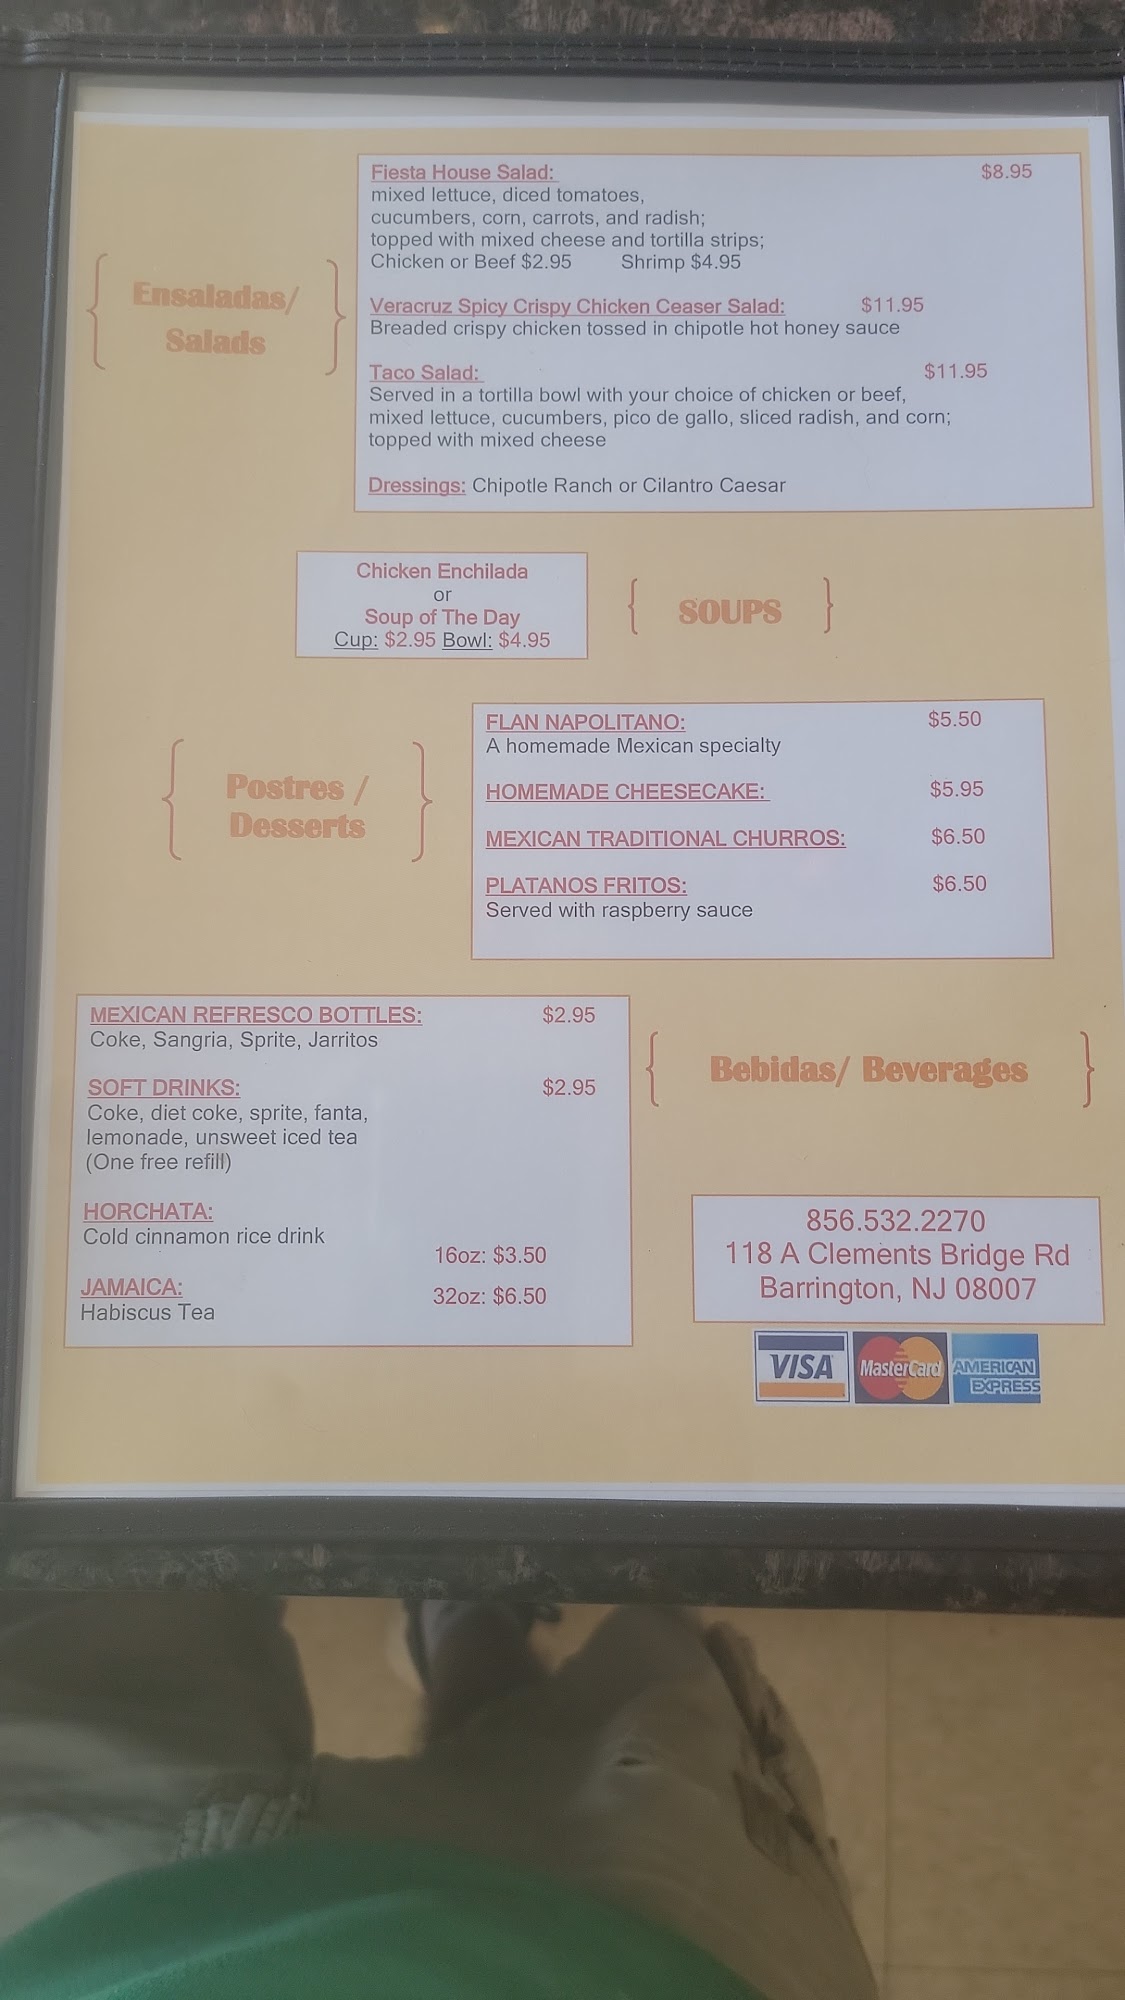 Ensaladas/
Salads
Fiesta House Salad: $8.95
mixed lettuce, diced tomatoes,
cucumbers, corn, carrots, and radish;
topped with mixed cheese and tortilla strips;
Chicken or Beef $2.95 Shrimp $4.95
Veracruz Spicy Crispy Chicken Ceaser Salad: $11.95
Breaded crispy chicken tossed in chipotle hot honey sauce
Taco Salad: $11.95
Served in a tortilla bowl with your choice of chicken or beef,
mixed lettuce, cucumbers, pico de gallo, sliced radish, and corn;
topped with mixed cheese
Dressings: Chipotle Ranch or Cilantro Caesar
SOUPS
Chicken Enchilada
or
Soup of The Day
Cup: $2.95 Bowl: $4.95
Postres /
Desserts
FLAN NAPOLITANO: $5.50
A homemade Mexican specialty
HOMEMADE CHEESECAKE: $5.95
MEXICAN TRADITIONAL CHURROS: $6.50
PLATANOS FRITOS: $6.50
Served with raspberry sauce
Bebidas/ Beverages
MEXICAN REFRESCO BOTTLES: $2.95
Coke, Sangria, Sprite, Jarritos
SOFT DRINKS: $2.95
Coke, diet coke, sprite, fanta,
lemonade, unsweet iced tea
(One free refill)
HORCHATA:
Cold cinnamon rice drink
16oz: $3.50
JAMAICA:
32oz: $6.50
Habiscus Tea
856.532.2270
118 A Clements Bridge Rd
Barrington, NJ 08007
VISA MasterCard AMERICAN
EXPRESS